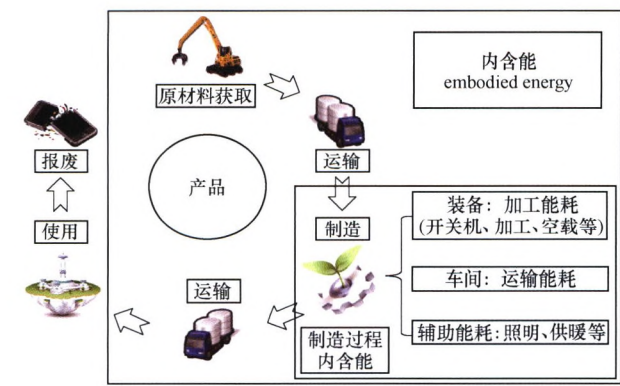 内含能
embodied energy
原材料获取
运输
报废
产品
使用
制造
装备：加工能耗
(开关机、加工、空载等)
车间：运输能耗
辅助能耗：照明、供暖等
运输
制造过程
内含能